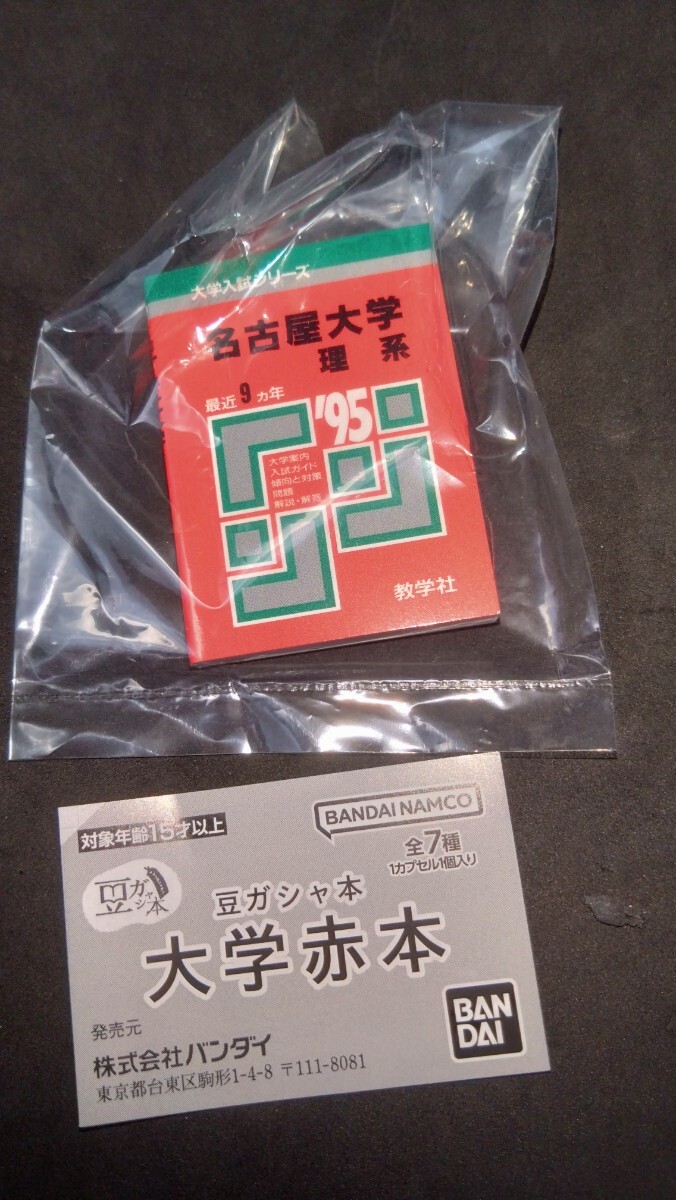 大学入試シリーズ
名古屋大学
理系
最近9ヵ年
'95
大学案内
入試ガイド
傾向と対策
問題
解説・解答
教学社
対象年齢15才以上
BANDAI NAMCO
全7種
1カプセル1個入り
豆ガシャ本
豆ガシャ本
大学赤本
発売元
株式会社バンダイ
東京都台東区駒形1-4-8 〒111-8081
BAN
DAI